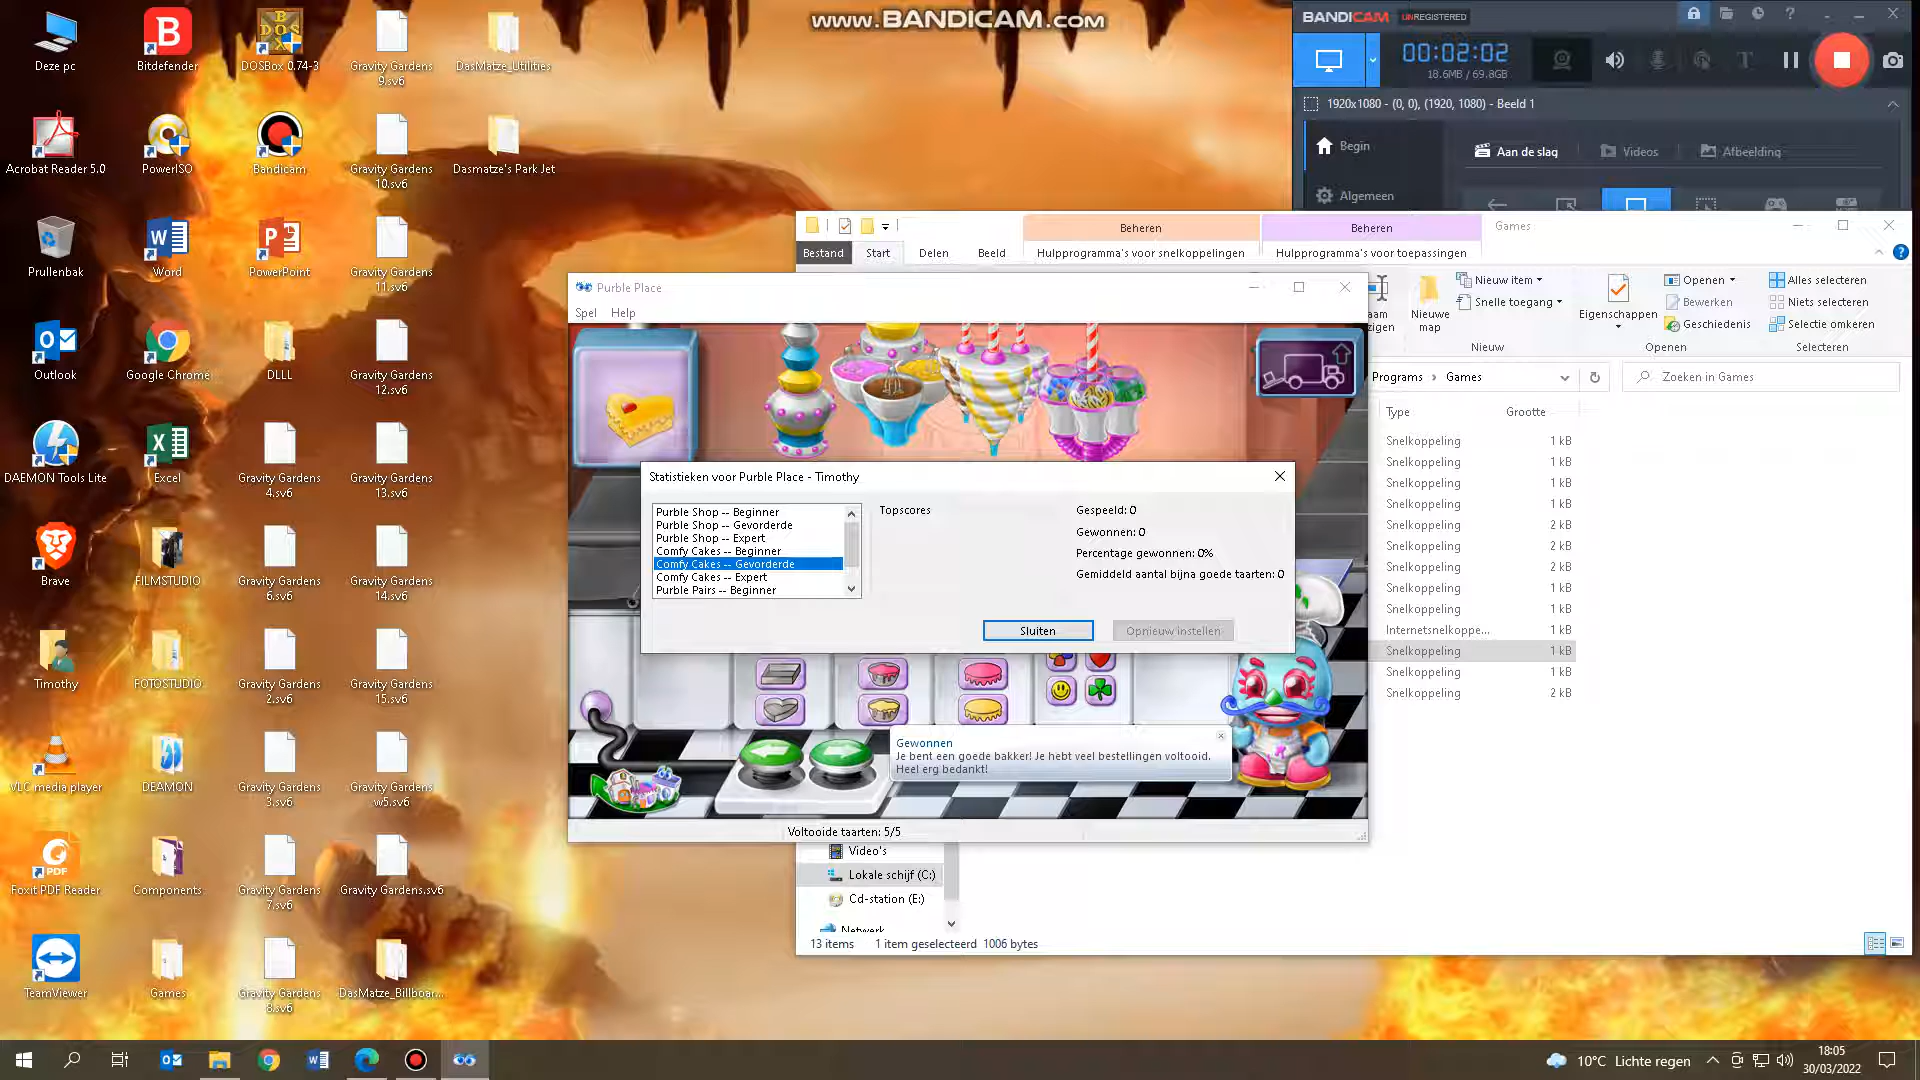 www.BANDICAM.com
Deze pc
Bitdefender
DOSBox 0.74-3
Gravity Gardens
9.sv6
DasMatze_Utilities
Acrobat Reader 5.0
PowerISO
Bandicam
Gravity Gardens
10.sv6
Dasmatze's Park Jet
Prullenbak
Word
PowerPoint
Gravity Gardens
11.sv6
Outlook
Google Chrome
DLLL
Gravity Gardens
12.sv6
DAEMON Tools Lite
Excel
Gravity Gardens
4.sv6
Gravity Gardens
13.sv6
Brave
FILMSTUDIO
Gravity Gardens
6.sv6
Gravity Gardens
14.sv6
Timothy
FOTOSTUDIO
Gravity Gardens
2.sv6
Gravity Gardens
15.sv6
VLC media player
DEAMON
Gravity Gardens
3.sv6
Gravity Gardens
w5.sv6
Foxit PDF Reader
Components
Gravity Gardens
7.sv6
Gravity Gardens.sv6
TeamViewer
Games
Gravity Gardens
8.sv6
DasMatze_Billboar...
BANDICAM UNREGISTERED
00:02:02
18.6MB / 69.8GB
1920x1080 - (0, 0), (1920, 1080) - Beeld 1
Begin
Aan de slag
Videos
Afbeelding
Algemeen
Beheren
Beheren
Games
Bestand
Start
Delen
Beeld
Hulpprogramma's voor snelkoppelingen
Hulpprogramma's voor toepassingen
Nieuwe
map
Nieuw item
Snelle toegang
Nieuw
Eigenschappen
Openen
Bewerken
Geschiedenis
Openen
Alles selecteren
Niets selecteren
Selectie omkeren
Selecteren
Programs > Games
Zoeken in Games
Type
Grootte
Snelkoppeling 1 kB
Snelkoppeling 1 kB
Snelkoppeling 1 kB
Snelkoppeling 1 kB
Snelkoppeling 2 kB
Snelkoppeling 2 kB
Snelkoppeling 2 kB
Snelkoppeling 1 kB
Snelkoppeling 1 kB
Internetsnelkoppe... 1 kB
Snelkoppeling 1 kB
Snelkoppeling 1 kB
Snelkoppeling 2 kB
Video's
Lokale schijf (C:)
Cd-station (E:)
Netwerk
13 items 1 item geselecteerd 1006 bytes
Purble Place
Spel Help
Statistieken voor Purble Place - Timothy
Purble Shop -- Beginner
Purble Shop -- Gevorderde
Purble Shop -- Expert
Comfy Cakes -- Beginner
Comfy Cakes -- Gevorderde
Comfy Cakes -- Expert
Purble Pairs -- Beginner
Topscores
Gespeeld: 0
Gewonnen: 0
Percentage gewonnen: 0%
Gemiddeld aantal bijna goede taarten: 0
Sluiten
Opnieuw instellen
Gewonnen
Je bent een goede bakker! Je hebt veel bestellingen voltooid.
Heel erg bedankt!
Voltooide taarten: 5/5
10°C Lichte regen
18:05
30/03/2022